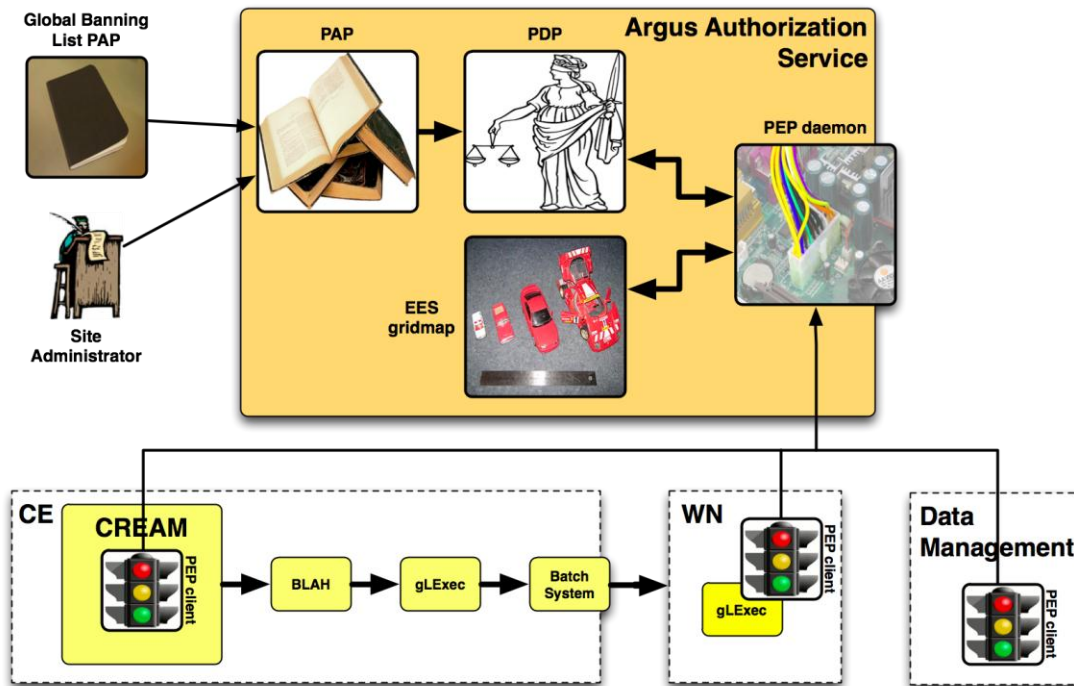 Global Banning
List PAP
PAP
PDP
Argus Authorization
Service
PEP daemon
EES
gridmap
Site
Administrator
CE
CREAM
PEP client
BLAH
gLExec
Batch
System
WN
PEP client
gLExec
Data
Management
PEP client